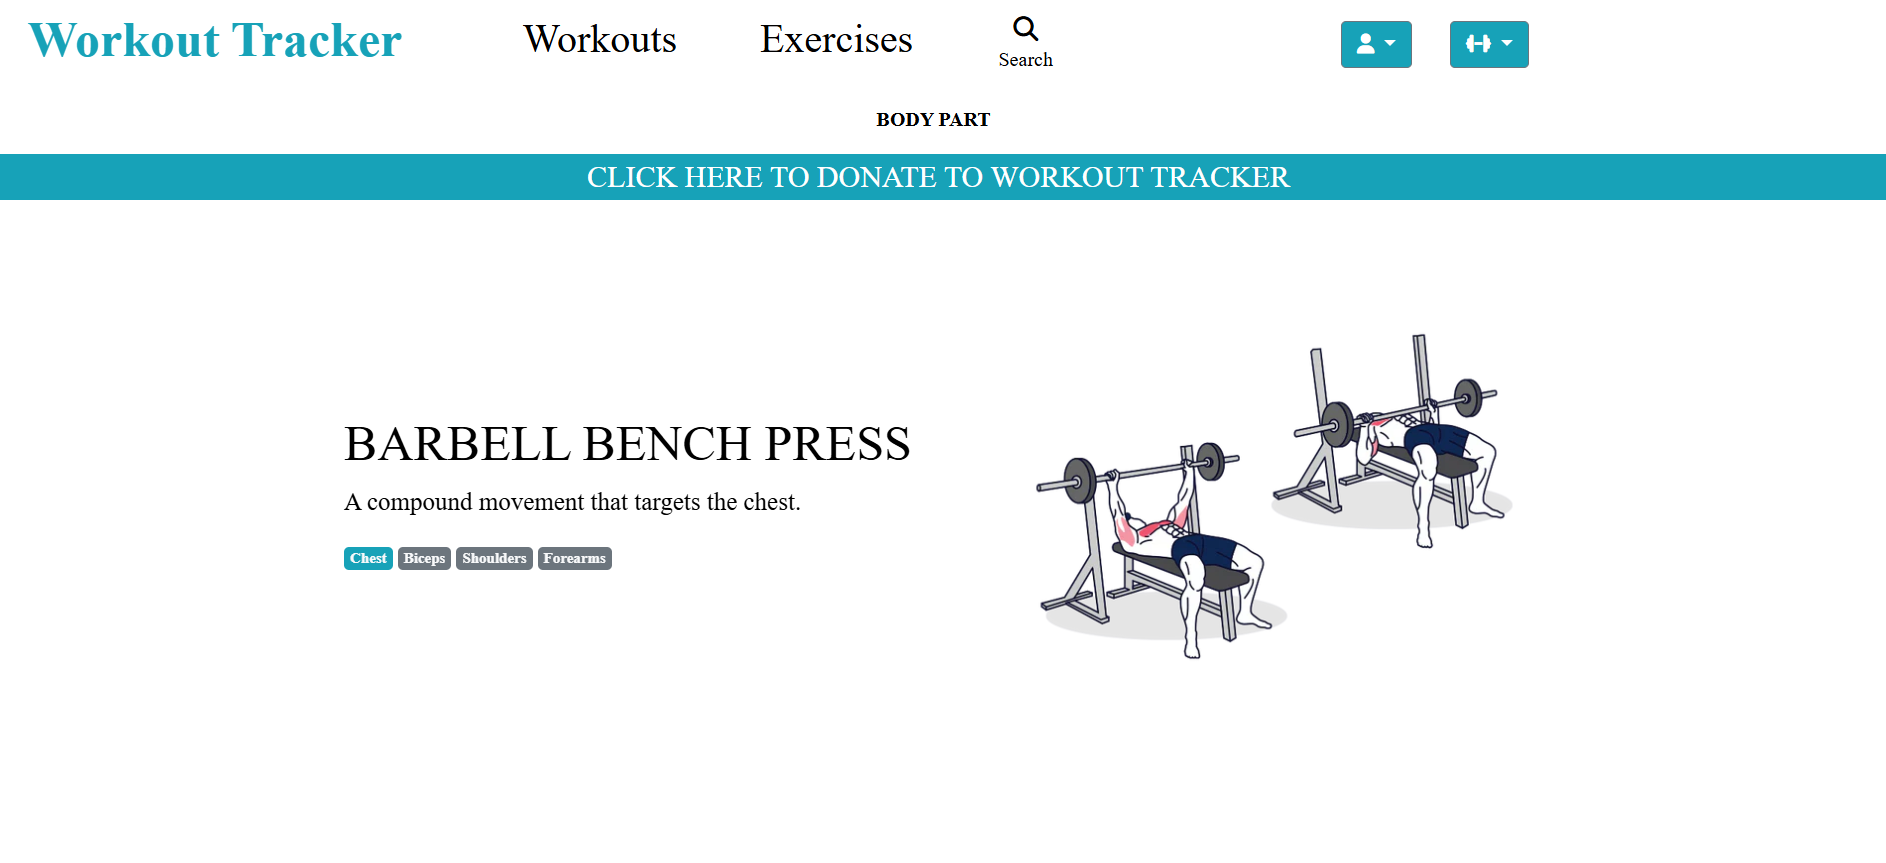 Workout Tracker
Workouts
Exercises
Search
BODY PART
CLICK HERE TO DONATE TO WORKOUT TRACKER
BARBELL BENCH PRESS
A compound movement that targets the chest.
Chest Biceps Shoulders Forearms